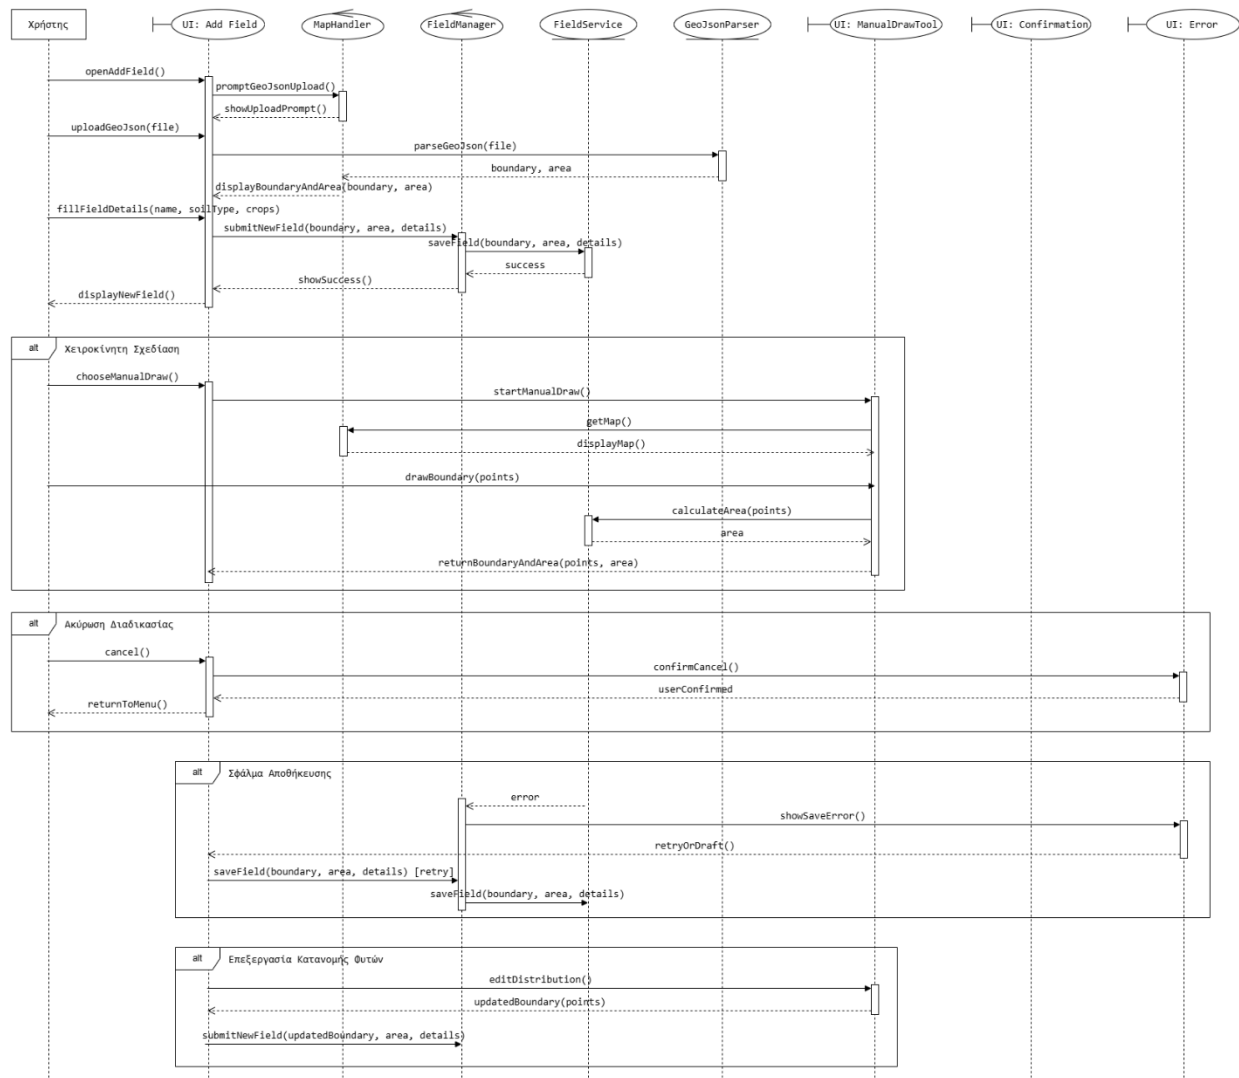 Χρήστης
UI: Add Field
MapHandler
FieldManager
FieldService
GeoJsonParser
UI: ManualDrawTool
UI: Confirmation
UI: Error
openAddField()
promptGeoJsonUpload()
showUploadPrompt()
uploadGeoJson(file)
parseGeoJson(file)
boundary, area
displayBoundaryAndArea(boundary, area)
fillFieldDetails(name, soilType, crops)
submitNewField(boundary, area, details)
saveField(boundary, area, details)
success
showSuccess()
displayNewField()
alt
Χειροκίνητη Σχεδίαση
chooseManualDraw()
startManualDraw()
getMap()
displayMap()
drawBoundary(points)
calculateArea(points)
area
returnBoundaryAndArea(points, area)
alt
Ακύρωση Διαδικασίας
cancel()
confirmCancel()
userConfirmed
returnToMenu()
alt
Σφάλμα Αποθήκευσης
error
showSaveError()
retryOrDraft()
saveField(boundary, area, details) [retry]
saveField(boundary, area, details)
alt
Επεξεργασία Κατανομής Φυτών
editDistribution()
updatedBoundary(points)
submitNewField(updatedBoundary, area, details)